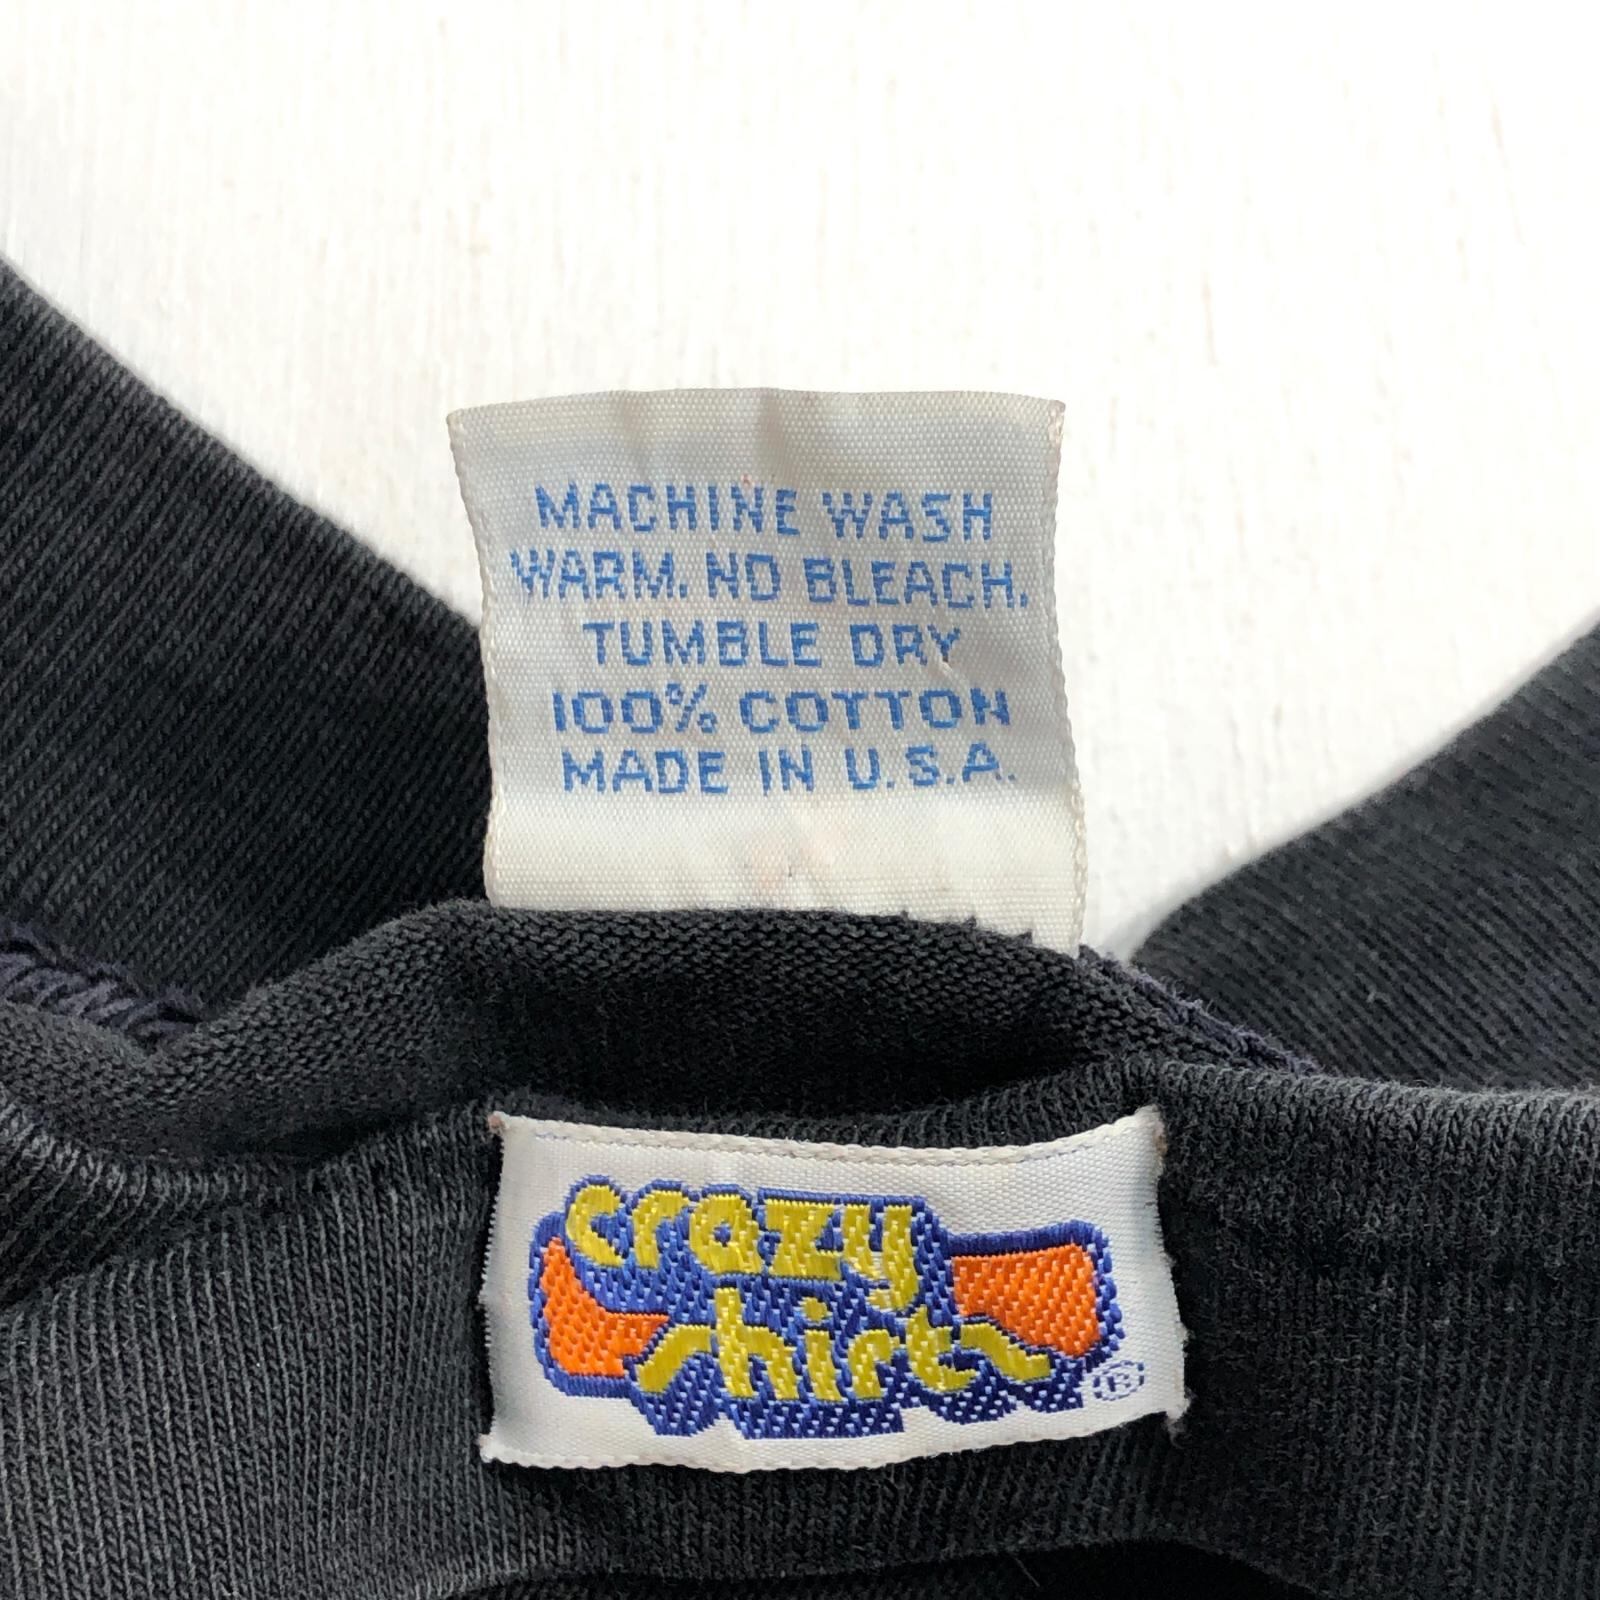 MACHINE WASH
WARM. NO BLEACH.
TUMBLE DRY
100% COTTON
MADE IN U.S.A.
crazy
shirts
®